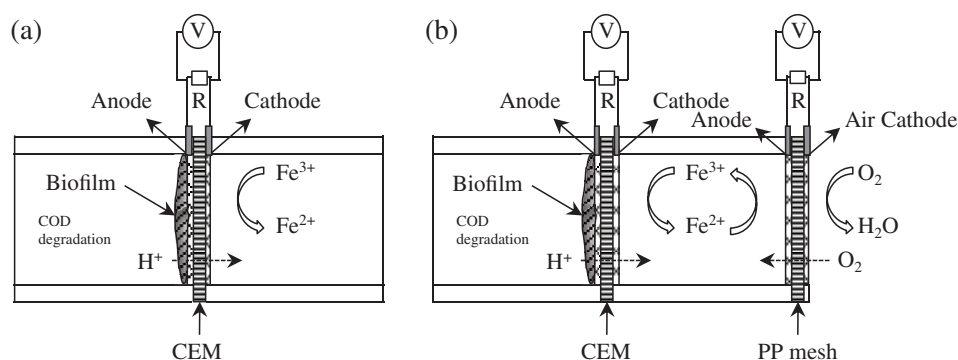 (a)
V
R
Anode
Cathode
Biofilm
COD
degradation
Fe³⁺
Fe²⁺
H⁺
CEM
(b)
V
V
R
R
Anode
Cathode
Anode
Air Cathode
Biofilm
COD
degradation
Fe³⁺
Fe²⁺
O₂
H₂O
H⁺
O₂
CEM
PP mesh